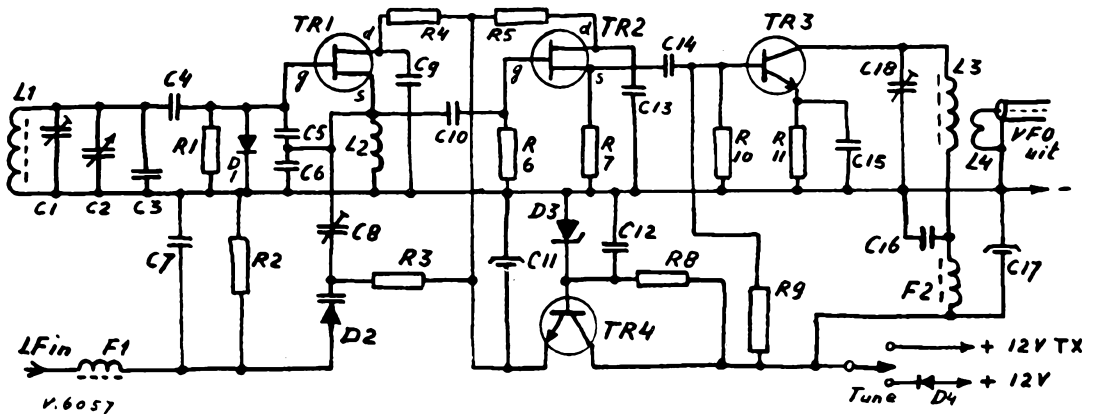 TR1
d
R4
R5
d
TR2
C14
TR3
L1
C4
g
s
C9
g
s
C13
C18
L3
R1
D1
C5
C6
L2
C10
R6
R7
R10
R11
C15
L4
VFO
uit
C1
C2
C3
-
C7
R2
C8
R3
D3
C11
C12
R8
R9
C16
F2
C17
D2
TR4
LFin
F1
+ 12V TX
Tune
D4
+ 12V
V.6057